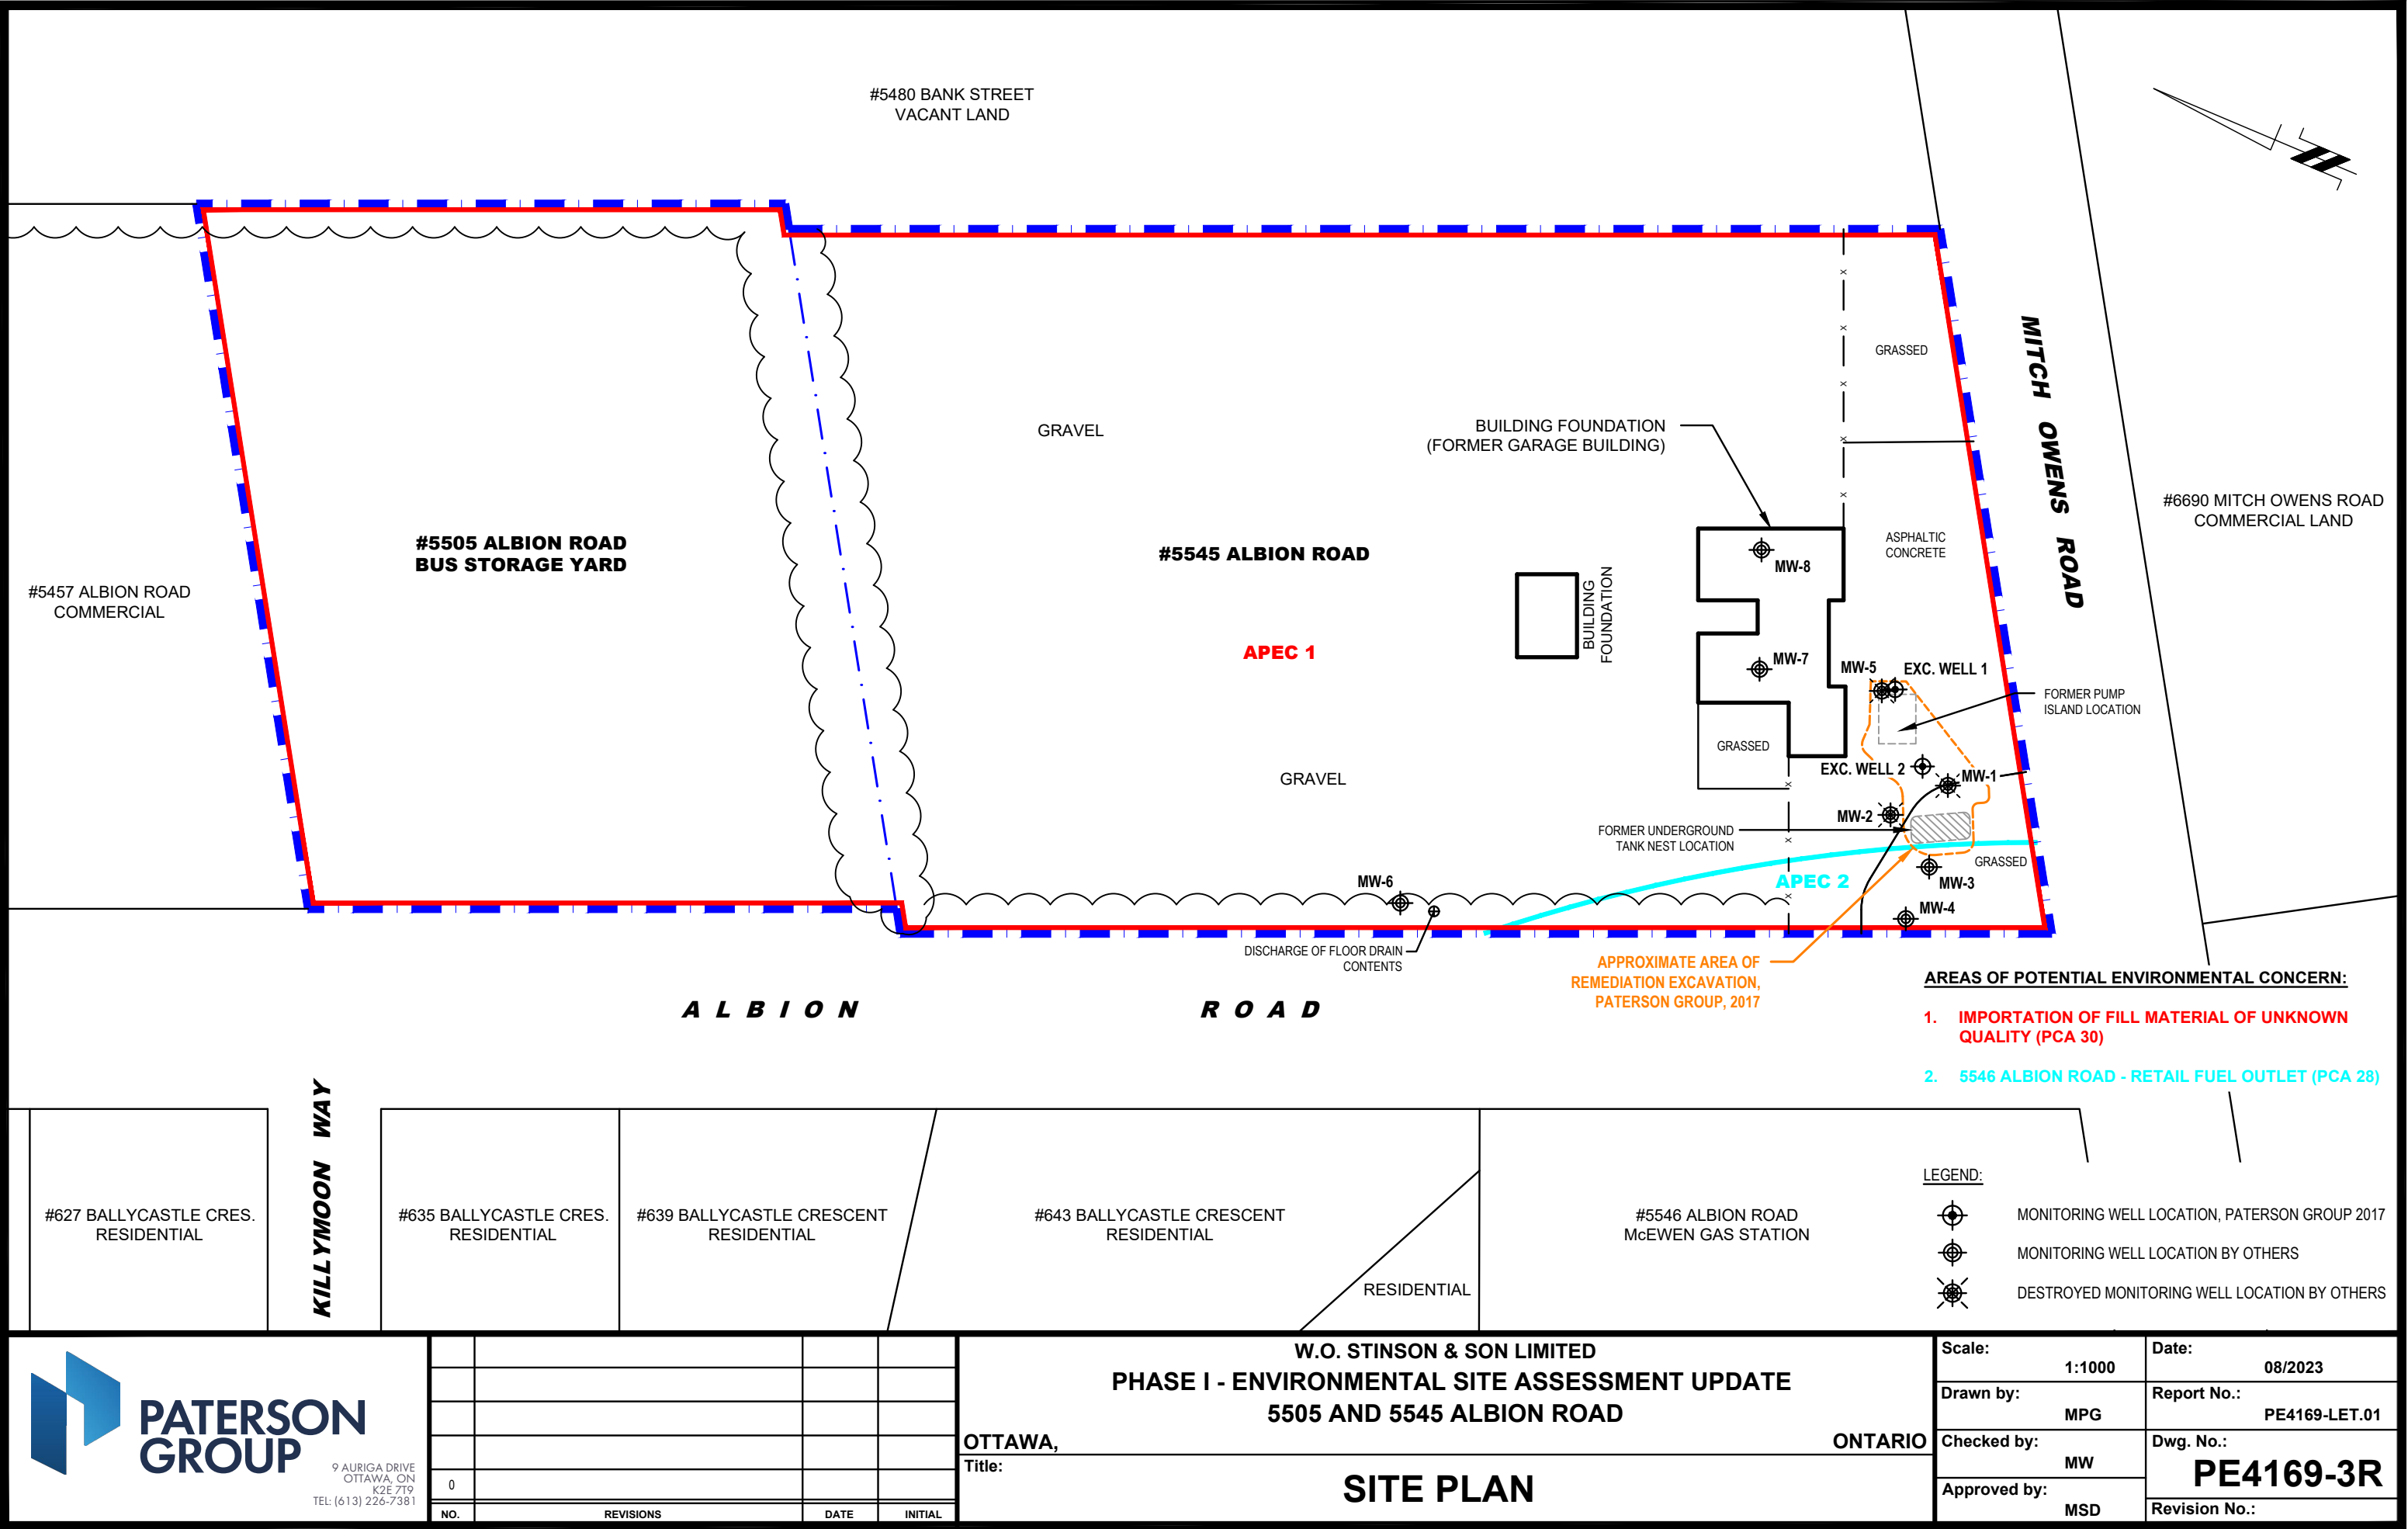 #5480 BANK STREET
VACANT LAND
GRASSED
MITCH OWENS ROAD
GRAVEL
BUILDING FOUNDATION
(FORMER GARAGE BUILDING)
#6690 MITCH OWENS ROAD
COMMERCIAL LAND
#5505 ALBION ROAD
BUS STORAGE YARD
#5545 ALBION ROAD
ASPHALTIC
CONCRETE
MW-8
#5457 ALBION ROAD
COMMERCIAL
BUILDING
FOUNDATION
APEC 1
MW-7
MW-5
EXC. WELL 1
FORMER PUMP
ISLAND LOCATION
GRASSED
GRAVEL
EXC. WELL 2
MW-1
MW-2
FORMER UNDERGROUND
TANK NEST LOCATION
GRASSED
APEC 2
MW-3
MW-6
MW-4
DISCHARGE OF FLOOR DRAIN
CONTENTS
APPROXIMATE AREA OF
REMEDIATION EXCAVATION,
PATERSON GROUP, 2017
ALBION ROAD
AREAS OF POTENTIAL ENVIRONMENTAL CONCERN:
1. IMPORTATION OF FILL MATERIAL OF UNKNOWN
QUALITY (PCA 30)
2. 5546 ALBION ROAD - RETAIL FUEL OUTLET (PCA 28)
KILLYMOON WAY
#627 BALLYCASTLE CRES.
RESIDENTIAL
#635 BALLYCASTLE CRES.
RESIDENTIAL
#639 BALLYCASTLE CRESCENT
RESIDENTIAL
#643 BALLYCASTLE CRESCENT
RESIDENTIAL
RESIDENTIAL
#5546 ALBION ROAD
McEWEN GAS STATION
LEGEND:
MONITORING WELL LOCATION, PATERSON GROUP 2017
MONITORING WELL LOCATION BY OTHERS
DESTROYED MONITORING WELL LOCATION BY OTHERS
PATERSON
GROUP
9 AURIGA DRIVE
OTTAWA, ON
K2E 7T9
TEL: (613) 226-7381
0
NO. REVISIONS DATE INITIAL
W.O. STINSON & SON LIMITED
PHASE I - ENVIRONMENTAL SITE ASSESSMENT UPDATE
5505 AND 5545 ALBION ROAD
OTTAWA, ONTARIO
Title:
SITE PLAN
Scale:
1:1000
Date:
08/2023
Drawn by:
MPG
Report No.:
PE4169-LET.01
Checked by:
MW
Dwg. No.:
PE4169-3R
Approved by:
MSD
Revision No.: